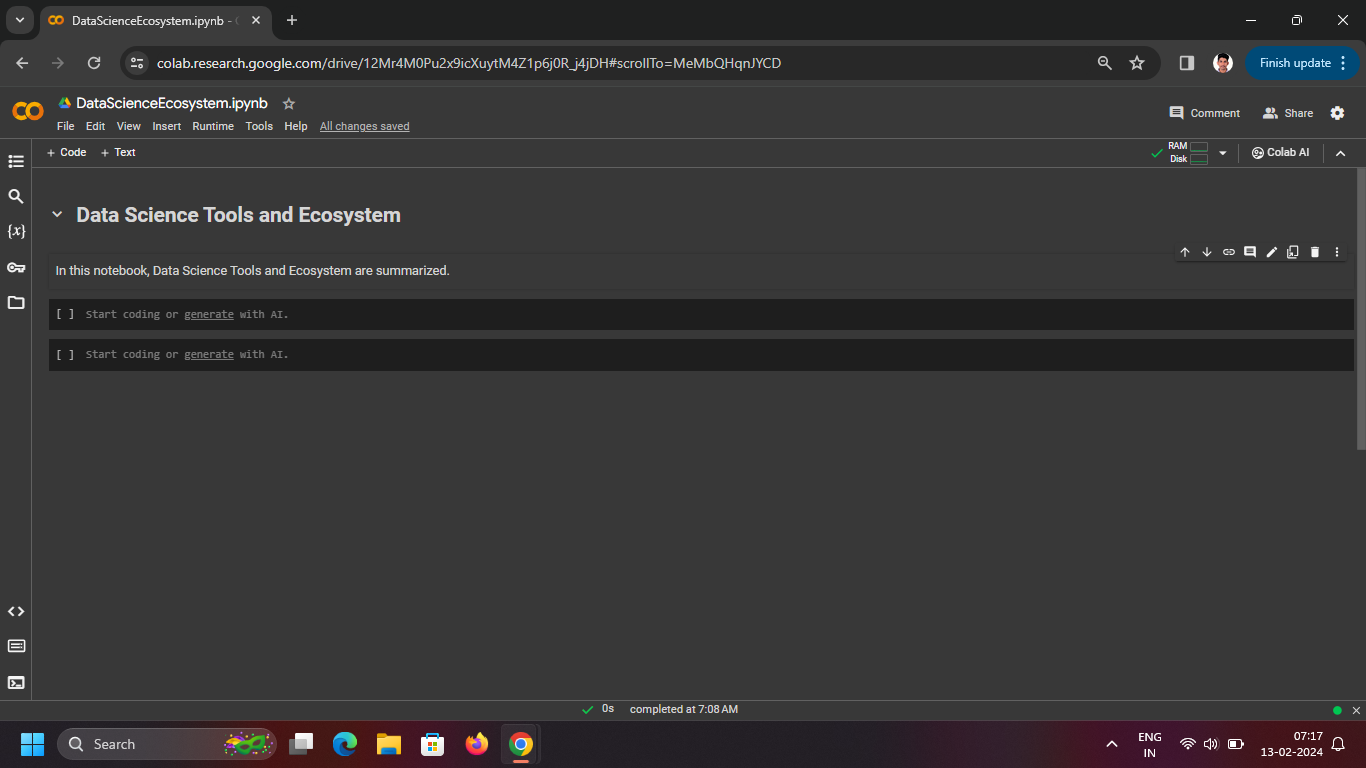 DataScienceEcosystem.ipynb -
colab.research.google.com/drive/12Mr4M0Pu2x9icXuytM4Z1p6j0R_j4jDH#scrollTo=MeMbQHqnJYCD
Finish update
DataScienceEcosystem.ipynb
Comment
Share
File Edit View Insert Runtime Tools Help All changes saved
+ Code + Text
RAM
Disk
Colab AI
{x}
Data Science Tools and Ecosystem
In this notebook, Data Science Tools and Ecosystem are summarized.
[ ] Start coding or generate with AI.
[ ] Start coding or generate with AI.
0s completed at 7:08 AM
Search
ENG
IN
07:17
13-02-2024